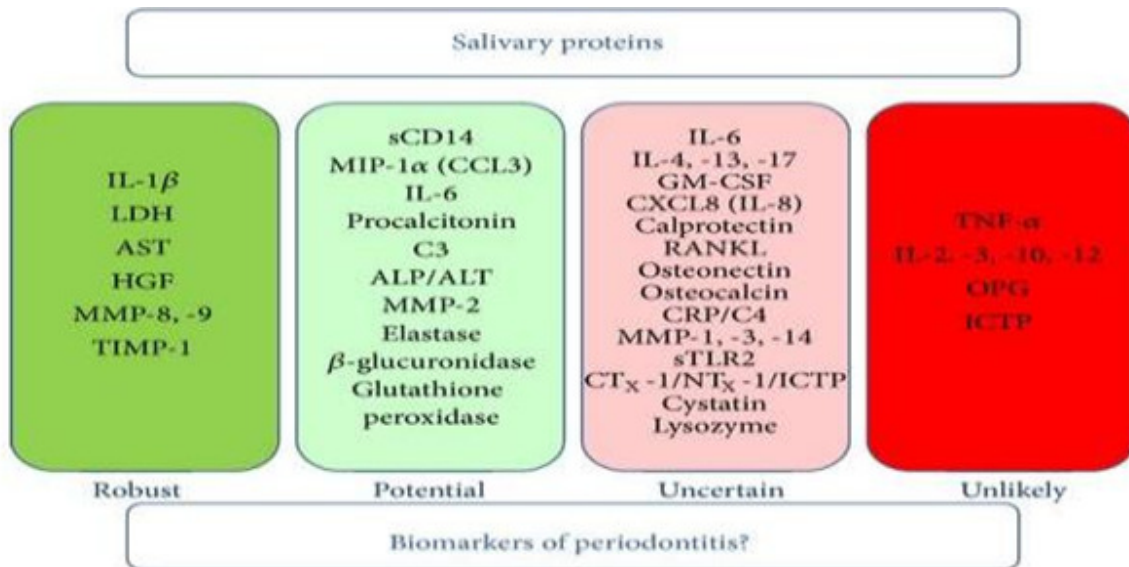 Salivary proteins
IL-1β
LDH
AST
HGF
MMP-8, -9
TIMP-1
Robust
sCD14
MIP-1α (CCL3)
IL-6
Procalcitonin
C3
ALP/ALT
MMP-2
Elastase
β-glucuronidase
Glutathione
peroxidase
Potential
IL-6
IL-4, -13, -17
GM-CSF
CXCL8 (IL-8)
Calprotectin
RANKL
Osteonectin
Osteocalcin
CRP/C4
MMP-1, -3, -14
sTLR2
CTX -1/NTX -1/ICTP
Cystatin
Lysozyme
Uncertain
TNF-α
IL-2, -3, -10, -12
OPG
ICTP
Unlikely
Biomarkers of periodontitis?